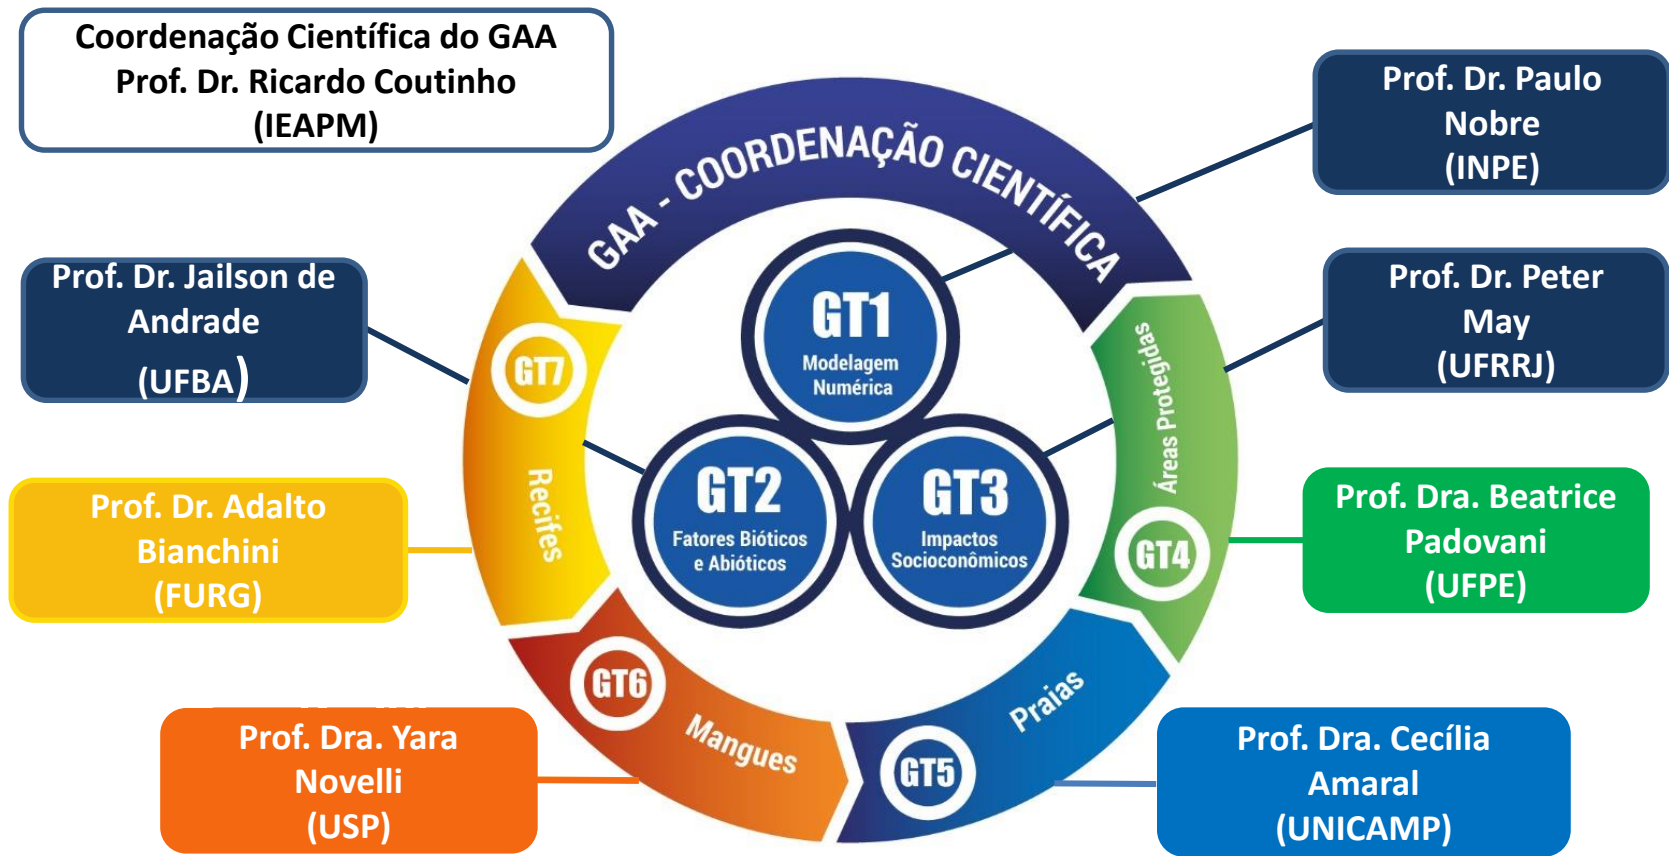 Coordenação Científica do GAA
Prof. Dr. Ricardo Coutinho
(IEAPM)
Prof. Dr. Paulo
Nobre
(INPE)
GAA - COORDENAÇÃO CIENTÍFICA
Prof. Dr. Jailson de
Andrade
(UFBA)
Prof. Dr. Peter
May
(UFRRJ)
GT1
Modelagem
Numérica
GT7
Recifes
Áreas Protegidas
GT4
GT2
Fatores Bióticos
e Abióticos
GT3
Impactos
Socioconômicos
Prof. Dr. Adalto
Bianchini
(FURG)
Prof. Dra. Beatrice
Padovani
(UFPE)
GT6
Mangues
Praias
GT5
Prof. Dra. Yara
Novelli
(USP)
Prof. Dra. Cecília
Amaral
(UNICAMP)